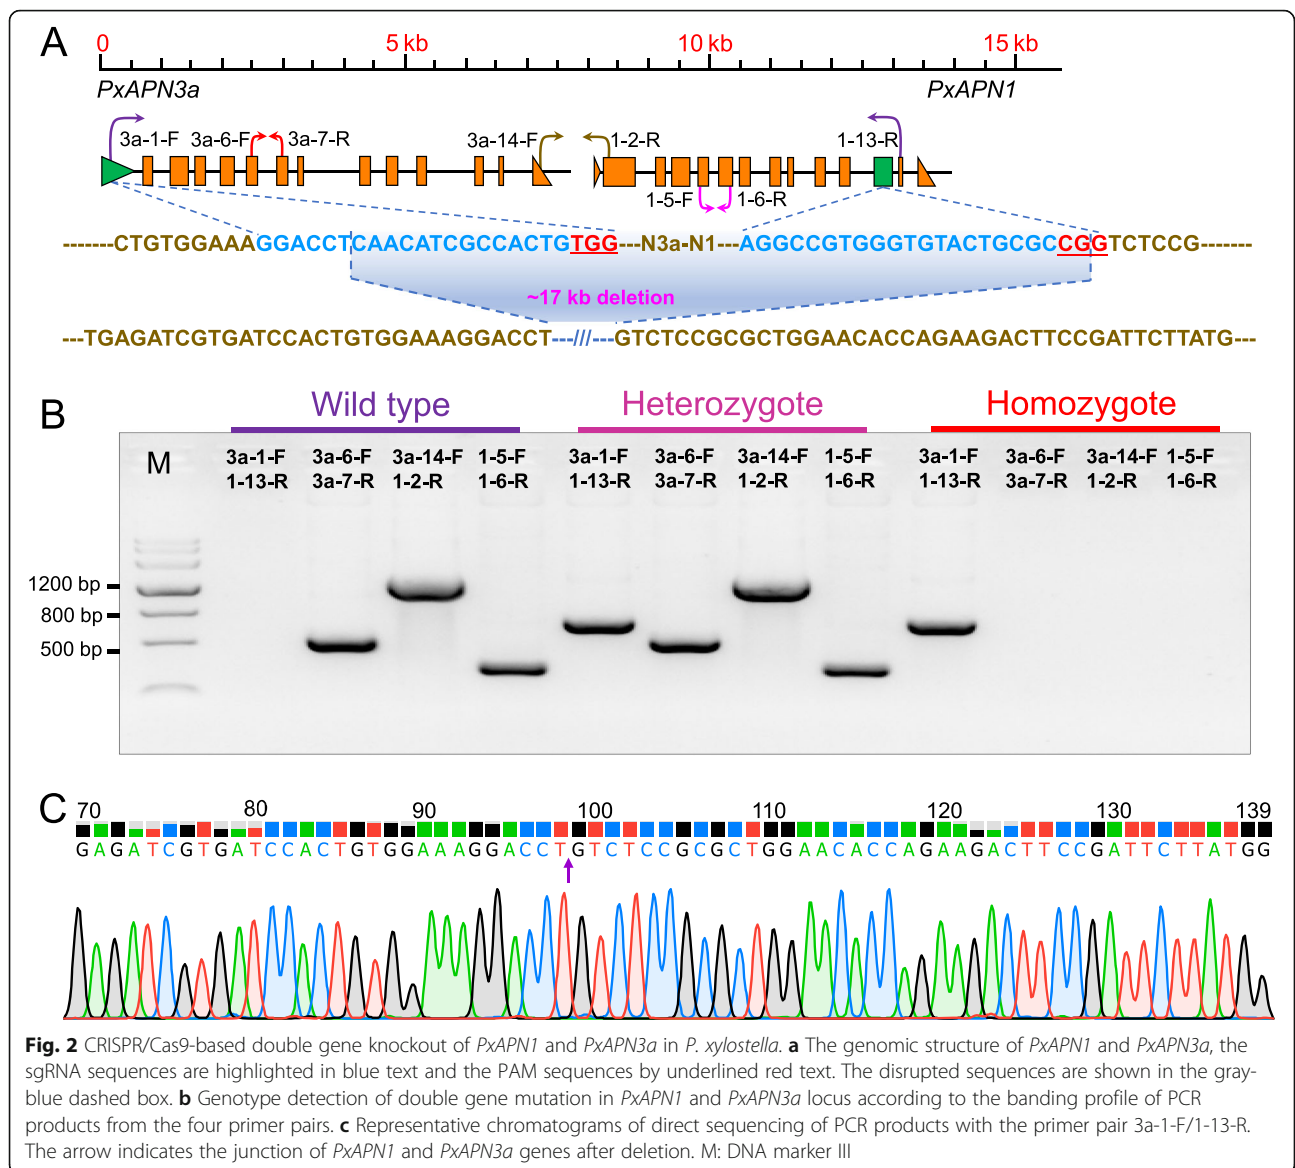 A
0 5 kb 10 kb 15 kb
PxAPN3a PxAPN1
3a-1-F 3a-6-F 3a-7-R 3a-14-F 1-2-R 1-13-R
1-5-F 1-6-R
-------CTGTGGAAAGGACCTCAACATCGCCACTGTGG---N3a-N1---AGGCCGTGGGTGTACTGCGCCGGTCTCCG-------
~17 kb deletion
---TGAGATCGTGATCCACTGTGGAAAGGACCT---///---GTCTCCGCGCTGGAACACCAGAAGACTTCCGATTCTTATG---
B
Wild type Heterozygote Homozygote
M
3a-1-F 3a-6-F 3a-14-F 1-5-F 3a-1-F 3a-6-F 3a-14-F 1-5-F 3a-1-F 3a-6-F 3a-14-F 1-5-F
1-13-R 3a-7-R 1-2-R 1-6-R 1-13-R 3a-7-R 1-2-R 1-6-R 1-13-R 3a-7-R 1-2-R 1-6-R
1200 bp
800 bp
500 bp
C
70 80 90 100 110 120 130 139
GAGATCGTGATCCACTGTGGAAAGGACCTGTCTCCGCGCTGGAACACCAGAAGACTTCCGATTCTTATGG
Fig. 2 CRISPR/Cas9-based double gene knockout of PxAPN1 and PxAPN3a in P. xylostella. a The genomic structure of PxAPN1 and PxAPN3a, the
sgRNA sequences are highlighted in blue text and the PAM sequences by underlined red text. The disrupted sequences are shown in the gray-
blue dashed box. b Genotype detection of double gene mutation in PxAPN1 and PxAPN3a locus according to the banding profile of PCR
products from the four primer pairs. c Representative chromatograms of direct sequencing of PCR products with the primer pair 3a-1-F/1-13-R.
The arrow indicates the junction of PxAPN1 and PxAPN3a genes after deletion. M: DNA marker III